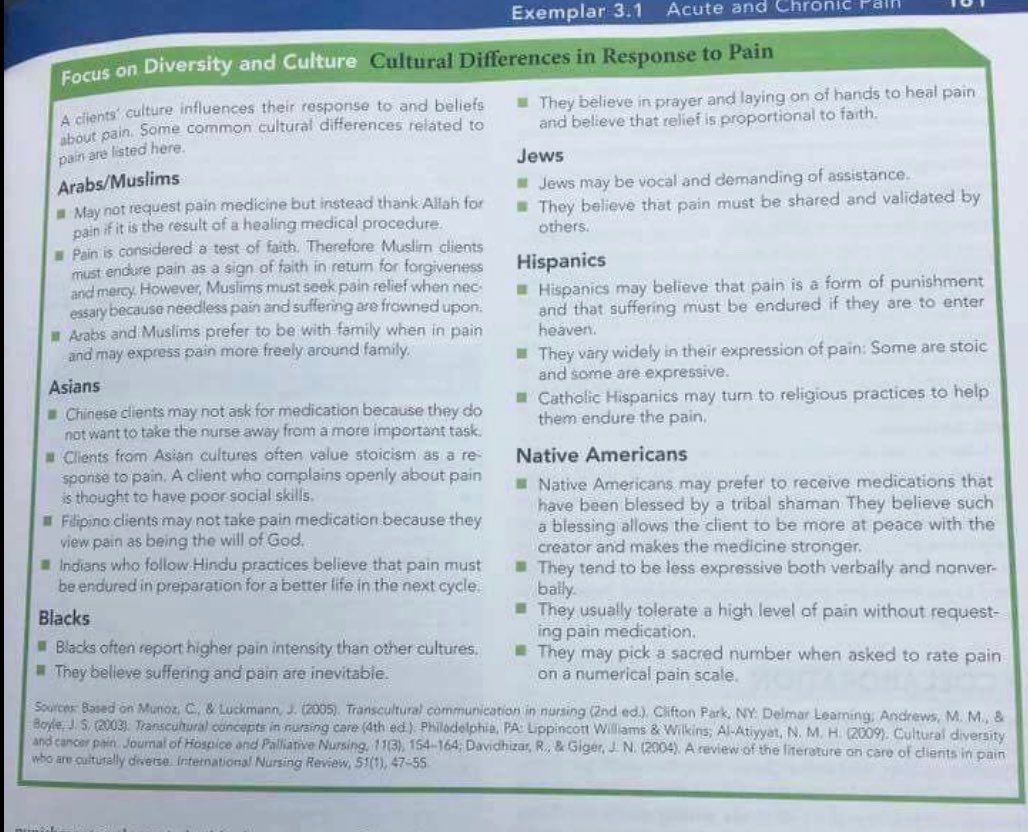 Exemplar 3.1 Acute and Chronic Pain
Focus on Diversity and Culture Cultural Differences in Response to Pain
A clients' culture influences their response to and beliefs
about pain. Some common cultural differences related to
pain are listed here.
Arabs/Muslims
■ May not request pain medicine but instead thank Allah for
pain if it is the result of a healing medical procedure.
■ Pain is considered a test of faith. Therefore Muslim clients
must endure pain as a sign of faith in return for forgiveness
and mercy. However, Muslims must seek pain relief when nec-
essary because needless pain and suffering are frowned upon.
■ Arabs and Muslims prefer to be with family when in pain
and may express pain more freely around family.
Asians
■ Chinese clients may not ask for medication because they do
not want to take the nurse away from a more important task.
■ Clients from Asian cultures often value stoicism as a re-
sponse to pain. A client who complains openly about pain
is thought to have poor social skills.
■ Filipino clients may not take pain medication because they
view pain as being the will of God.
■ Indians who follow Hindu practices believe that pain must
be endured in preparation for a better life in the next cycle.
Blacks
■ Blacks often report higher pain intensity than other cultures.
■ They believe suffering and pain are inevitable.
■ They believe in prayer and laying on of hands to heal pain
and believe that relief is proportional to faith.
Jews
■ Jews may be vocal and demanding of assistance.
■ They believe that pain must be shared and validated by
others.
Hispanics
■ Hispanics may believe that pain is a form of punishment
and that suffering must be endured if they are to enter
heaven.
■ They vary widely in their expression of pain: Some are stoic
and some are expressive.
■ Catholic Hispanics may turn to religious practices to help
them endure the pain.
Native Americans
■ Native Americans may prefer to receive medications that
have been blessed by a tribal shaman They believe such
a blessing allows the client to be more at peace with the
creator and makes the medicine stronger.
■ They tend to be less expressive both verbally and nonver-
bally.
■ They usually tolerate a high level of pain without request-
ing pain medication.
■ They may pick a sacred number when asked to rate pain
on a numerical pain scale.
Sources: Based on Munoz, C., & Luckmann, J. (2005). Transcultural communication in nursing (2nd ed.). Clifton Park, NY: Delmar Learning; Andrews, M. M., &
Boyle, J. S. (2003). Transcultural concepts in nursing care (4th ed.). Philadelphia, PA: Lippincott Williams & Wilkins; Al-Atiyyat, N. M. H. (2009). Cultural diversity
and cancer pain. Journal of Hospice and Palliative Nursing, 11(3), 154–164; Davidhizar, R., & Giger, J. N. (2004). A review of the literature on care of clients in pain
who are culturally diverse. International Nursing Review, 51(1), 47–55.